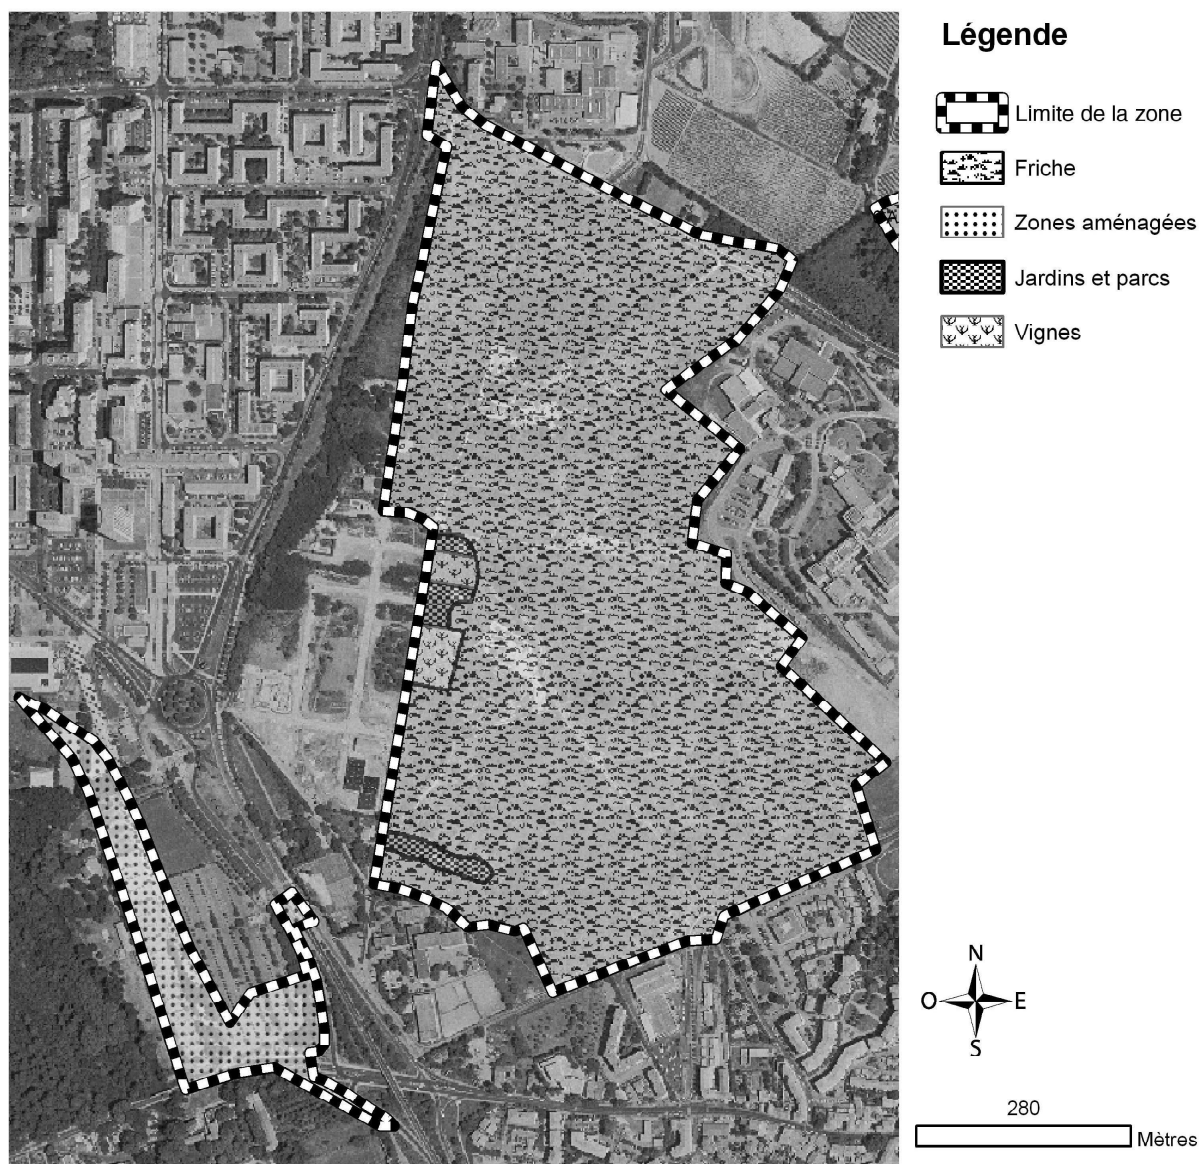 Légende
Limite de la zone
Friche
Zones aménagées
Jardins et parcs
Vignes
N
O E
S
280
Mètres